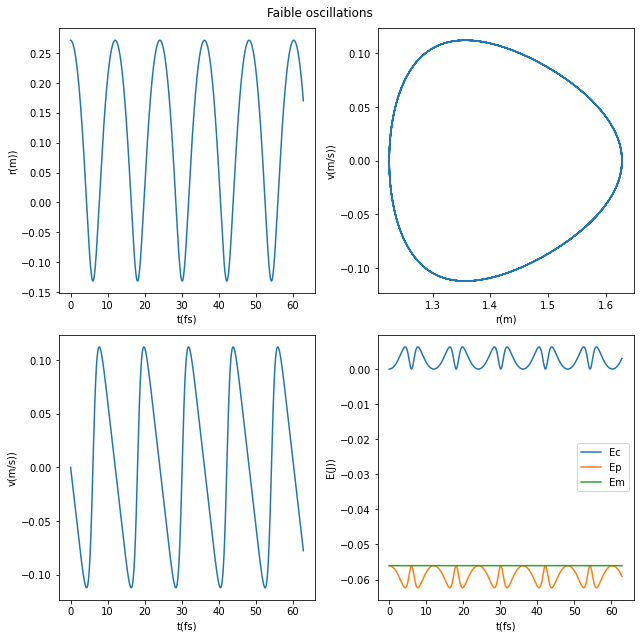 Faible oscillations
r(m))
0.25
0.20
0.15
0.10
0.05
0.00
−0.05
−0.10
−0.15
0 10 20 30 40 50 60
t(fs)
v(m/s))
0.10
0.05
0.00
−0.05
−0.10
1.3 1.4 1.5 1.6
r(m)
v(m/s))
0.10
0.05
0.00
−0.05
−0.10
0 10 20 30 40 50 60
t(fs)
E(J))
0.00
−0.01
−0.02
−0.03
−0.04
−0.05
−0.06
Ec
Ep
Em
0 10 20 30 40 50 60
t(fs)